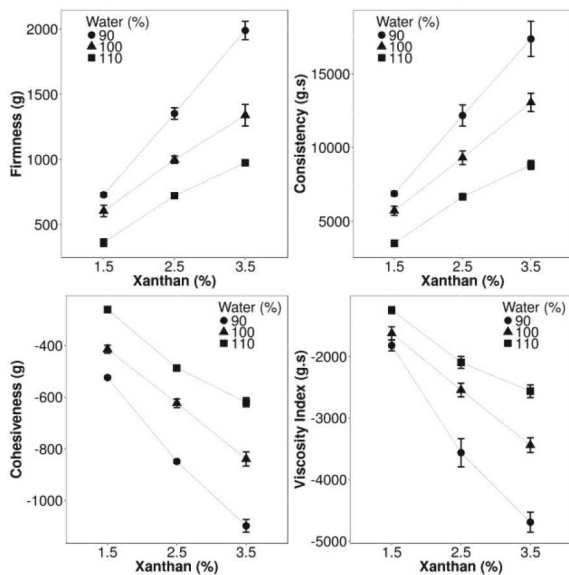 Water (%)
90
100
110
2000
1500
1000
500
Firmness (g)
1.5 2.5 3.5
Xanthan (%)
Water (%)
90
100
110
15000
10000
5000
Consistency (g.s)
1.5 2.5 3.5
Xanthan (%)
Water (%)
90
100
110
-400
-600
-800
-1000
Cohesiveness (g)
1.5 2.5 3.5
Xanthan (%)
Water (%)
90
100
110
-2000
-3000
-4000
-5000
Viscosity Index (g.s)
1.5 2.5 3.5
Xanthan (%)